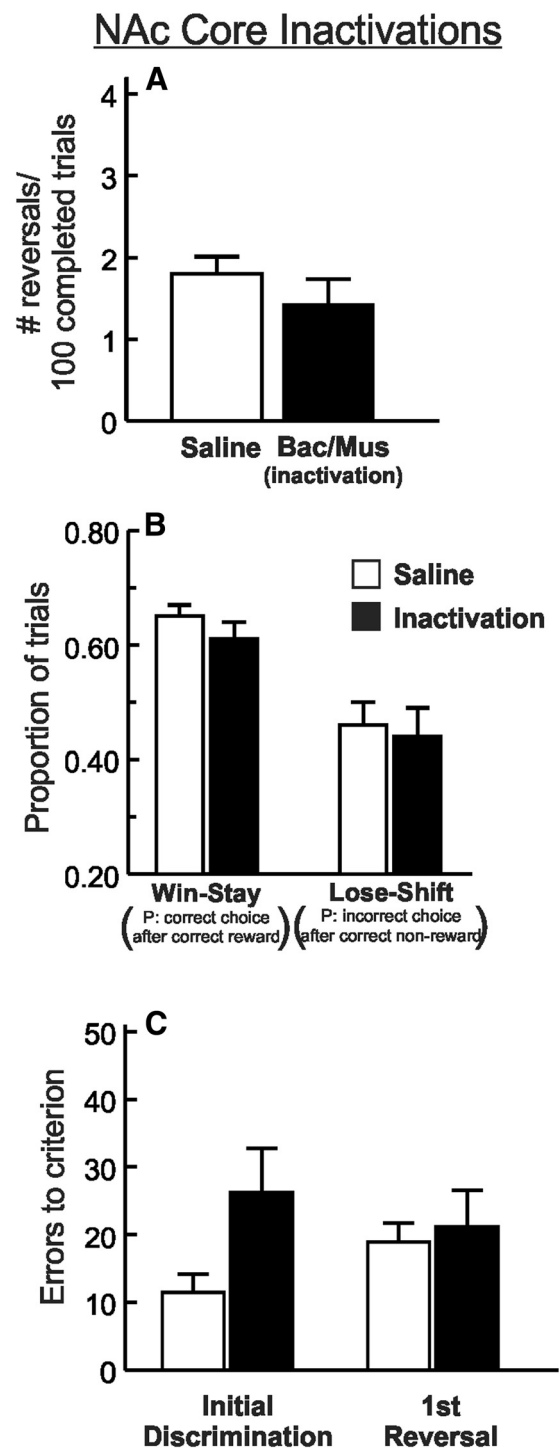 NAc Core Inactivations
A
# reversals/
100 completed trials
4
3
2
1
0
Saline Bac/Mus
(inactivation)
B
Proportion of trials
0.80
0.60
0.40
0.20
Saline
Inactivation
Win-Stay Lose-Shift
(P: correct choice after correct reward) (P: incorrect choice after correct non-reward)
C
Errors to criterion
50
40
30
20
10
0
Initial 1st
Discrimination Reversal